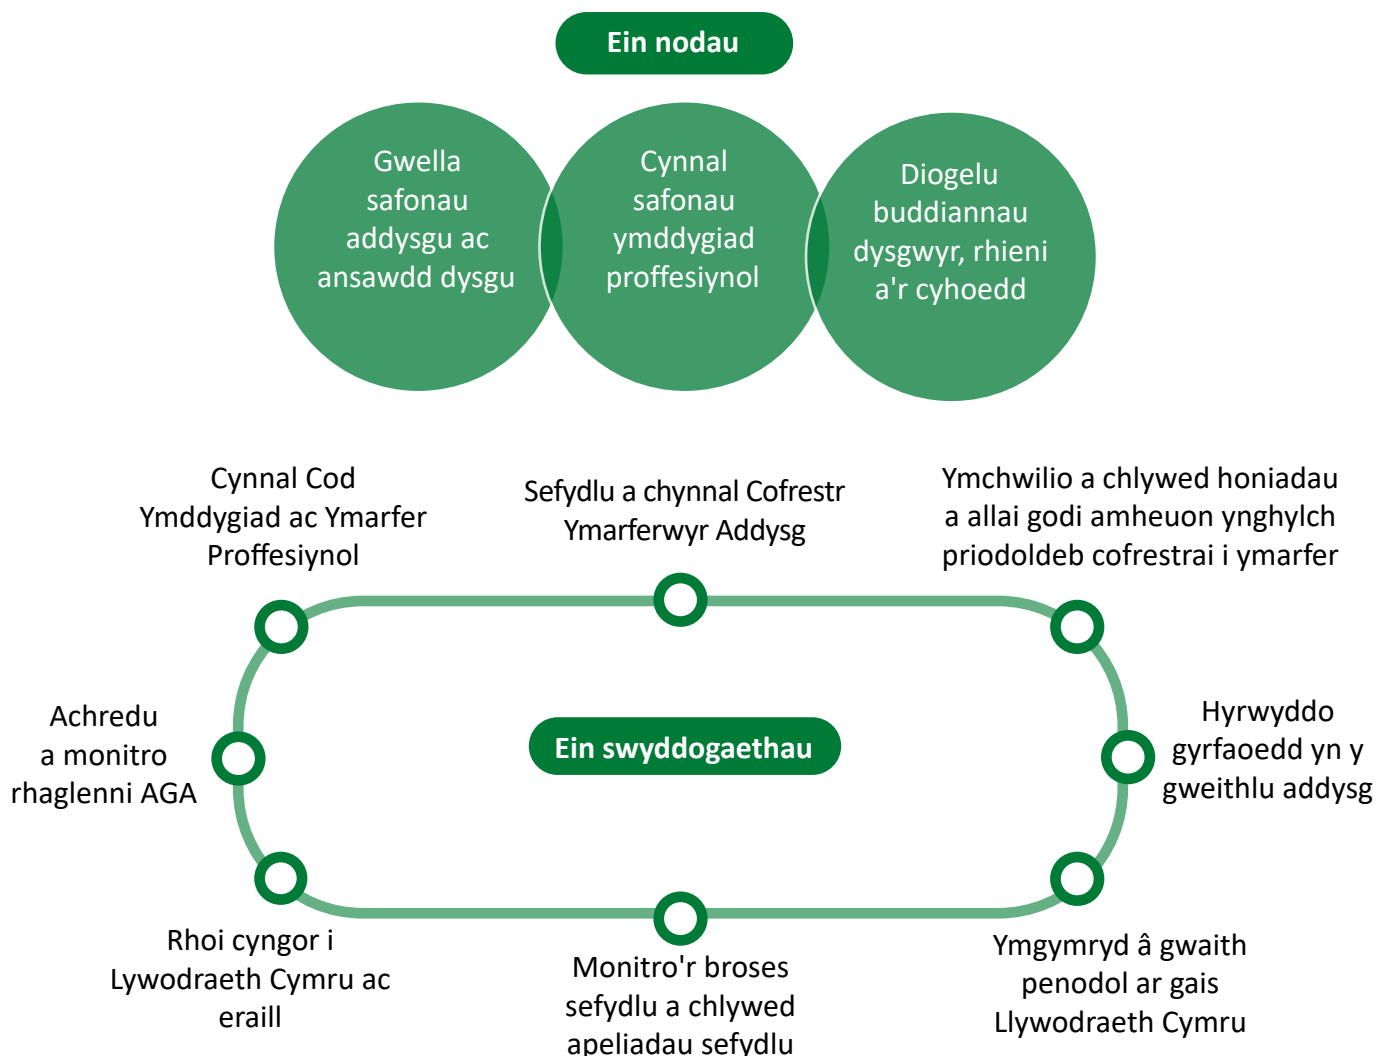 Ein nodau
Gwella
safonau
addysgu ac
ansawdd dysgu
Cynnal
safonau
ymddygiad
proffesiynol
Diogelu
buddiannau
dysgwyr, rhieni
a'r cyhoedd
Cynnal Cod
Ymddygiad ac Ymarfer
Proffesiynol
Sefydlu a chynnal Cofrestr
Ymarferwyr Addysg
Ymchwilio a chlywed honiadau
a allai godi amheuon ynghylch
priodoldeb cofrestrai i ymarfer
Achredu
a monitro
rhaglenni AGA
Ein swyddogaethau
Hyrwyddo
gyrfaoedd yn y
gweithlu addysg
Rhoi cyngor i
Lywodraeth Cymru ac
eraill
Monitro'r broses
sefydlu a chlywed
apeliadau sefydlu
Ymgymryd â gwaith
penodol ar gais
Llywodraeth Cymru